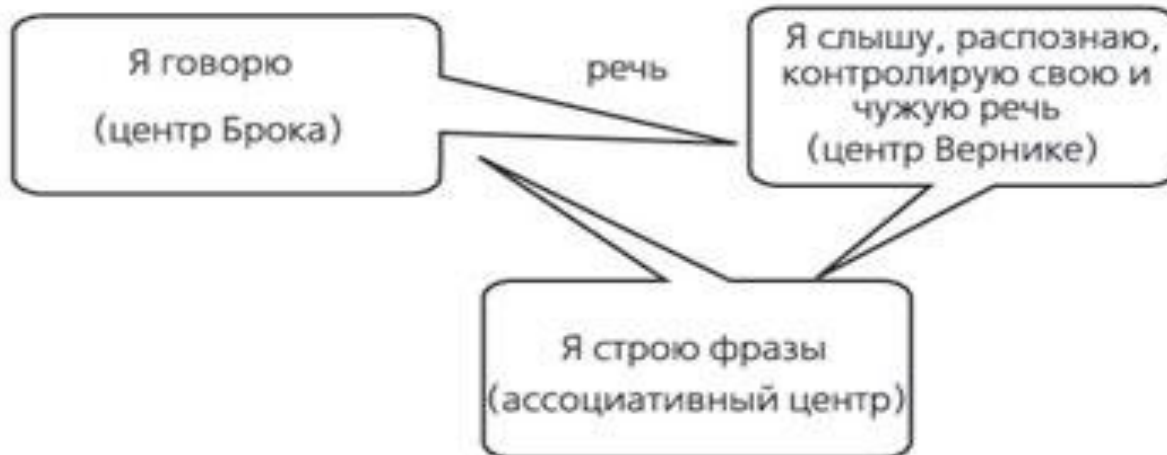 Я говорю
(центр Брока)
речь
Я слышу, распознаю,
контролирую свою и
чужую речь
(центр Вернике)
Я строю фразы
(ассоциативный центр)